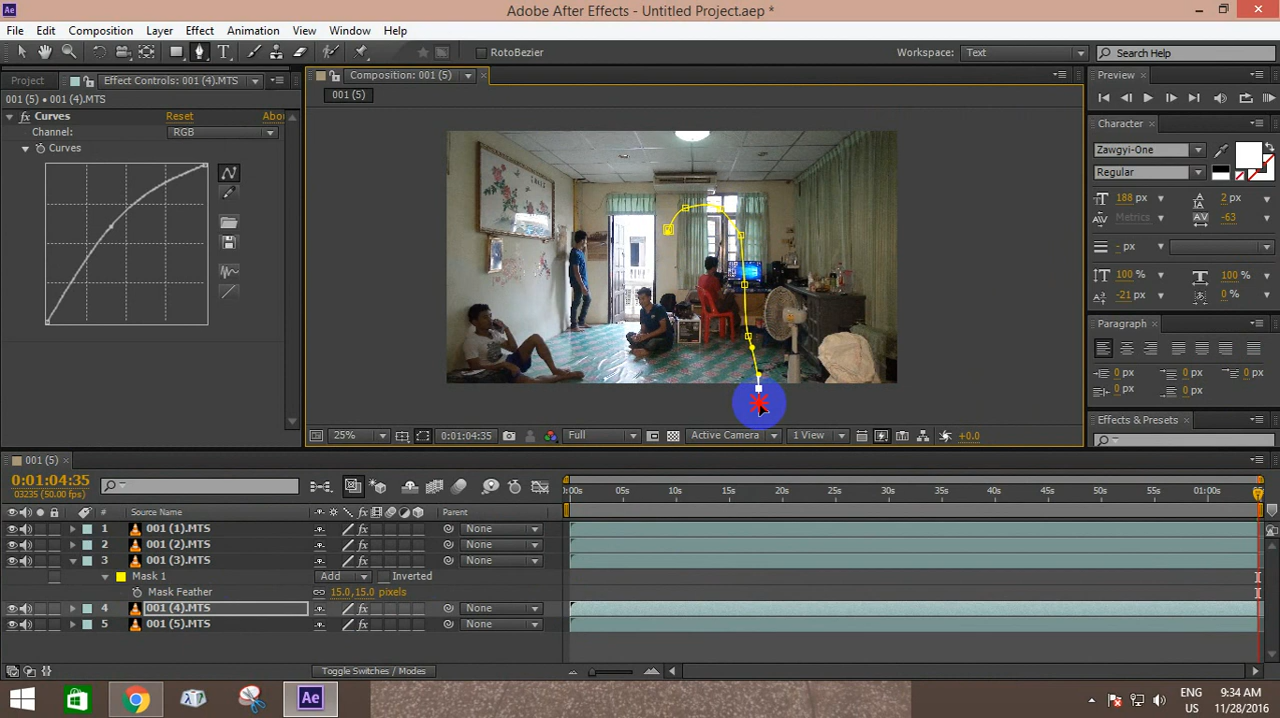 Adobe After Effects - Untitled Project.aep *
File Edit Composition Layer Effect Animation View Window Help
RotoBezier
Workspace: Text
Search Help
Project
Effect Controls: 001 (4).MTS
001 (5) • 001 (4).MTS
fx Curves Reset Abou
Channel: RGB
Curves
Composition: 001 (5)
001 (5)
25%
0:01:04:35
Full
Active Camera
1 View
+0.0
Preview
Character
Zawgyi-One
Regular
188 px
2 px
Metrics
-63
- px
100 %
100 %
-21 px
0 %
Paragraph
0 px
0 px
0 px
0 px
0 px
Effects & Presets
001 (5)
0:01:04:35
03235 (50.00 fps)
:00s 05s 10s 15s 20s 25s 30s 35s 40s 45s 50s 55s 01:00s
# Source Name Parent
1 001 (1).MTS None
2 001 (2).MTS None
3 001 (3).MTS None
Mask 1 Add Inverted
Mask Feather 15.0,15.0 pixels
4 001 (4).MTS None
5 001 (5).MTS None
Toggle Switches / Modes
Ae
ENG
US
9:34 AM
11/28/2016